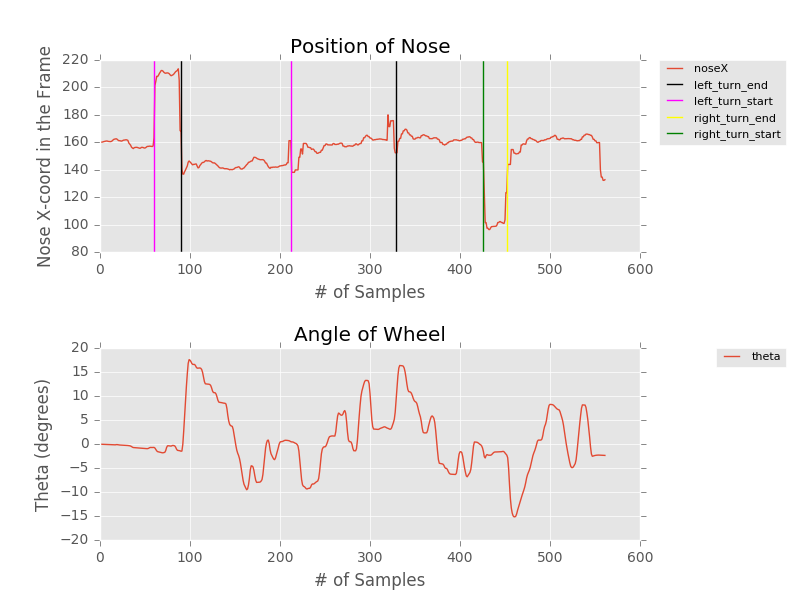 Position of Nose
Nose X-coord in the Frame
220
200
180
160
140
120
100
80
0 100 200 300 400 500 600
# of Samples
noseX
left_turn_end
left_turn_start
right_turn_end
right_turn_start
Angle of Wheel
Theta (degrees)
20
15
10
5
0
−5
−10
−15
−20
0 100 200 300 400 500 600
# of Samples
theta